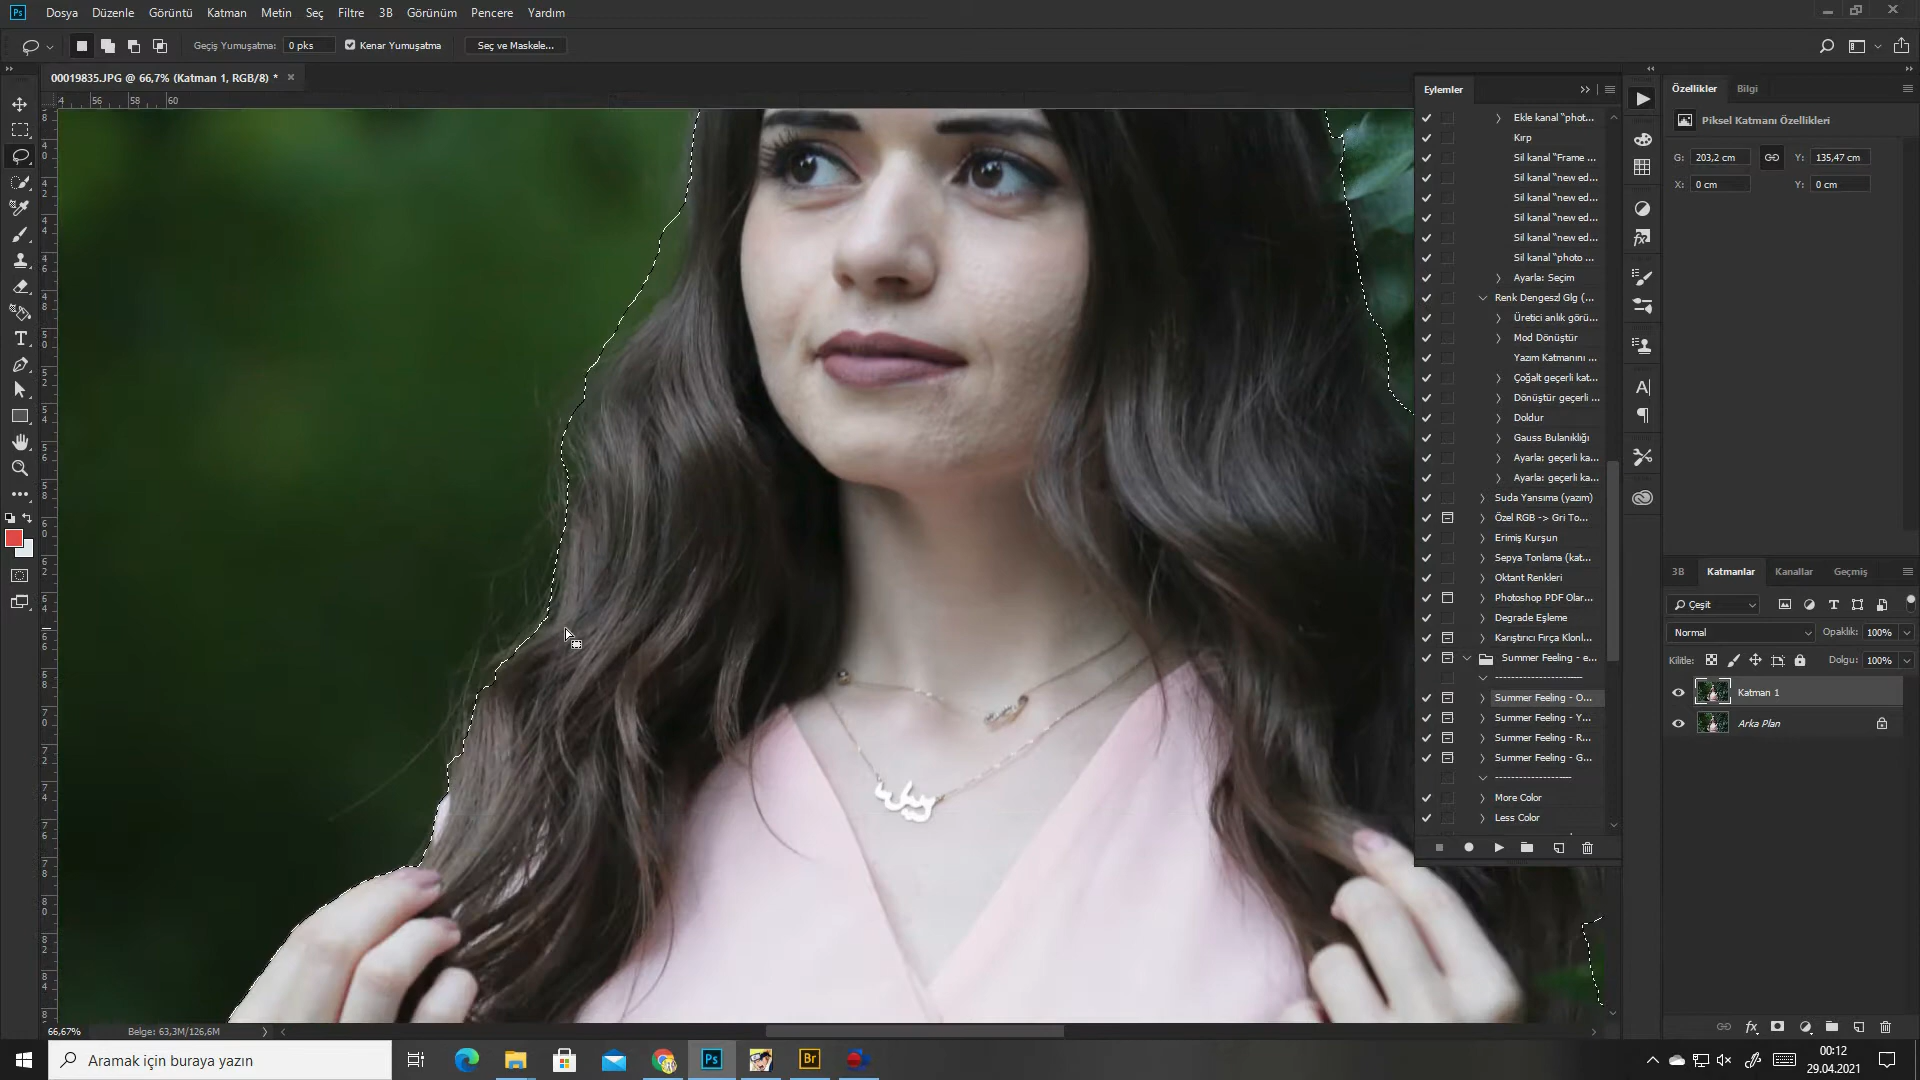 Ps Dosya Düzenle Görüntü Katman Metin Seç Filtre 3B Görünüm Pencere Yardım
Geçiş Yumuşatma: 0 pks Kenar Yumuşatma Seç ve Maskele...
00019835.JPG @ 66,7% (Katman 1, RGB/8) *
56 58 60
Eylemler
Ekle kanal "phot...
Kırp
Sil kanal "Frame ...
Sil kanal "new ed...
Sil kanal "new ed...
Sil kanal "new ed...
Sil kanal "new ed...
Sil kanal "photo ...
Ayarla: Seçim
Renk Dengeszl Glg (...
Üretici anlık görü...
Mod Dönüştür
Yazım Katmanını ...
Çoğalt geçerli kat...
Dönüştür geçerli ...
Doldur
Gauss Bulanıklığı
Ayarla: geçerli ka...
Ayarla: geçerli ka...
Suda Yansıma (yazım)
Özel RGB -> Gri To...
Erimiş Kurşun
Sepya Tonlama (kat...
Oktant Renkleri
Photoshop PDF Olar...
Degrade Eşleme
Karıştırıcı Fırça Klonl...
Summer Feeling - e...
----------------------
Summer Feeling - O...
Summer Feeling - Y...
Summer Feeling - R...
Summer Feeling - G...
-------------------
More Color
Less Color
Özellikler Bilgi
Piksel Katmanı Özellikleri
G: 203,2 cm Y: 135,47 cm
X: 0 cm Y: 0 cm
3B Katmanlar Kanallar Geçmiş
Çeşit
Normal Opaklık: 100%
Kilitle: Dolgu: 100%
Katman 1
Arka Plan
66,67% Belge: 63,3M/126,6M
Aramak için buraya yazın
Ps Br
00:12
29.04.2021